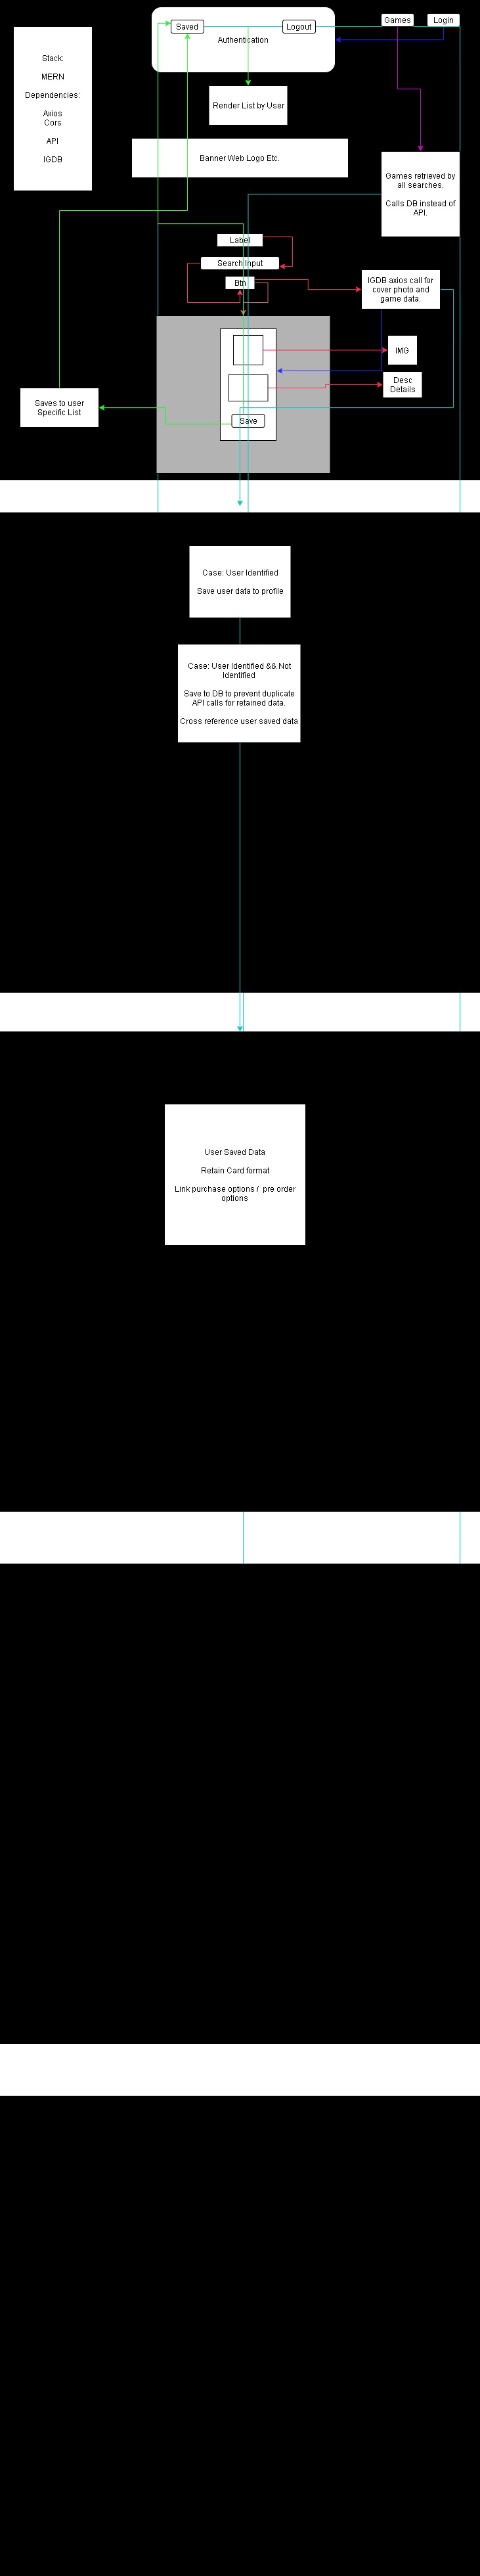 Saved
Logout
Games
Login
Authentication
Stack:
MERN
Dependencies:
Axios
Cors
API
IGDB
Render List by User
Banner Web Logo Etc.
Games retrieved by
all searches.
Calls DB instead of
API.
Label
Search Input
Btn
IGDB axios call for
cover photo and
game data.
IMG
Desc
Details
Saves to user
Specific List
Save
Case: User Identified
Save user data to profile
Case: User Identified && Not
Identified
Save to DB to prevent duplicate
API calls for retained data.
Cross reference user saved data
User Saved Data
Retain Card format
Link purchase options / pre order
options